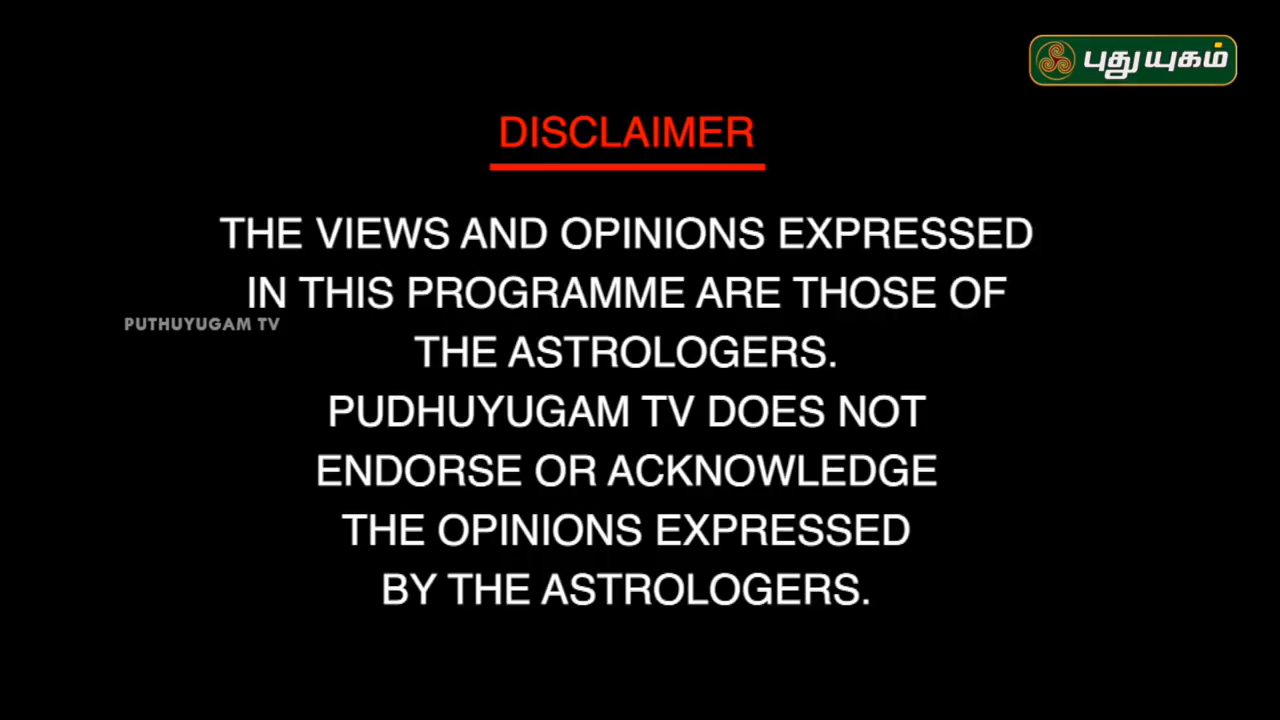 புதுயுகம்
DISCLAIMER
THE VIEWS AND OPINIONS EXPRESSED
IN THIS PROGRAMME ARE THOSE OF
PUTHUYUGAM TV
THE ASTROLOGERS.
PUDHUYUGAM TV DOES NOT
ENDORSE OR ACKNOWLEDGE
THE OPINIONS EXPRESSED
BY THE ASTROLOGERS.